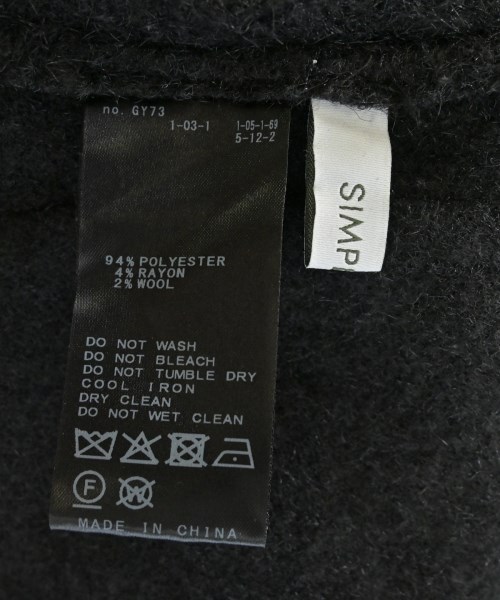 no. GY73
1-03-1 1-05-1-69
5-12-2
94% POLYESTER
4% RAYON
2% WOOL
DO NOT WASH
DO NOT BLEACH
DO NOT TUMBLE DRY
COOL IRON
DRY CLEAN
DO NOT WET CLEAN
F
W
MADE IN CHINA
SIMP